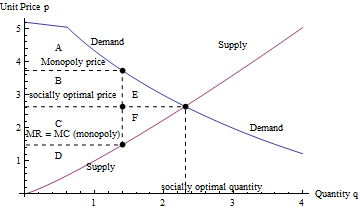 Unit Price p
5
A
Demand
Supply
4
Monopoly price
B
3
socially optimal price
E
C
F
2
MR = MC (monopoly)
Demand
D
1
Supply
socially optimal quantity
1
2
3
4
Quantity q